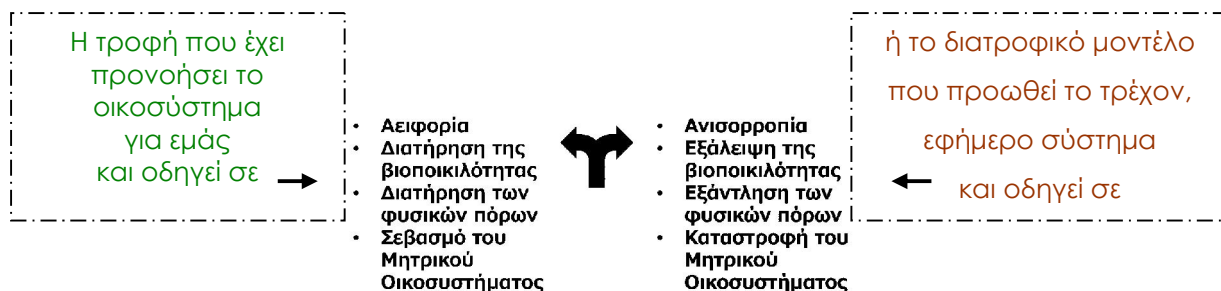 Η τροφή που έχει
προνοήσει το
οικοσύστημα
για εμάς
και οδηγεί σε
• Αειφορία
• Διατήρηση της
βιοποικιλότητας
• Διατήρηση των
φυσικών πόρων
• Σεβασμό του
Μητρικού
Οικοσυστήματος
• Ανισορροπία
• Εξάλειψη της
βιοποικιλότητας
• Εξάντληση των
φυσικών πόρων
• Καταστροφή του
Μητρικού
Οικοσυστήματος
ή το διατροφικό μοντέλο
που προωθεί το τρέχον,
εφήμερο σύστημα
και οδηγεί σε